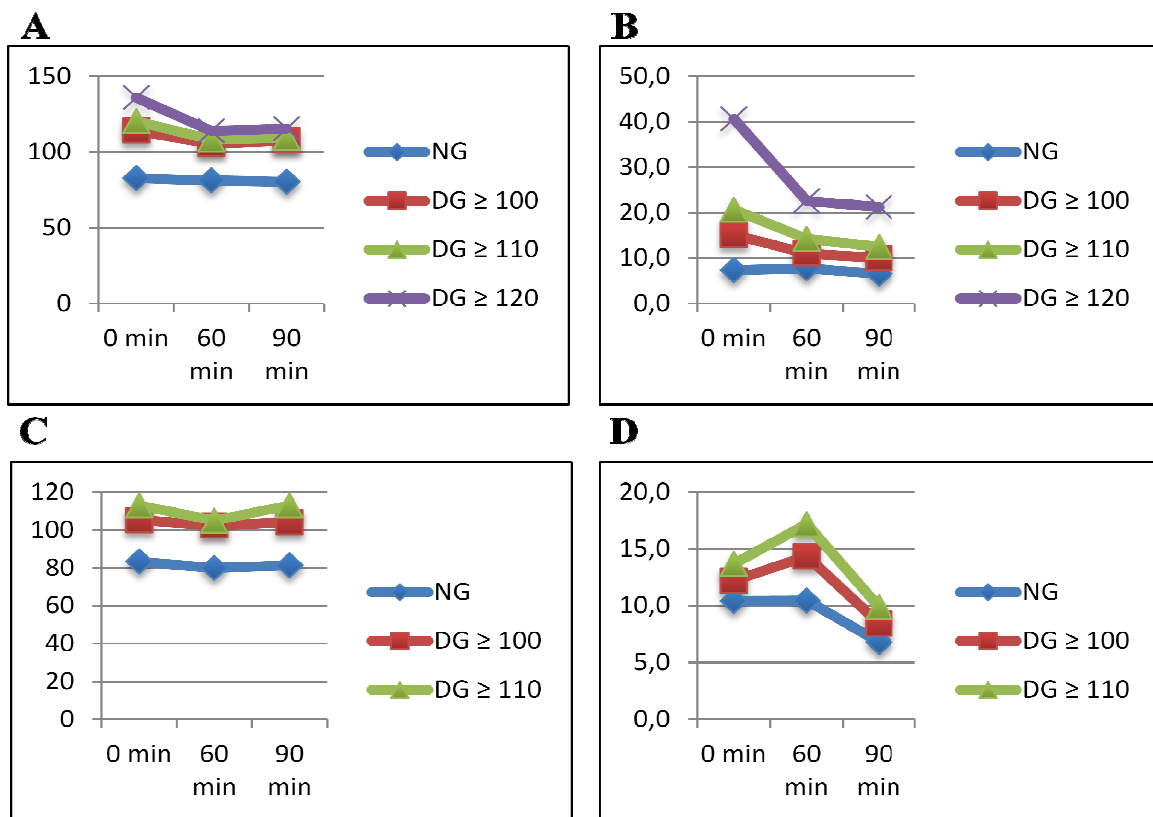 A
150
100
50
0
0 min
60
min
90
min
NG
DG ≥ 100
DG ≥ 110
DG ≥ 120
B
50,0
40,0
30,0
20,0
10,0
0,0
0 min
60
min
90
min
NG
DG ≥ 100
DG ≥ 110
DG ≥ 120
C
120
100
80
60
40
20
0
0 min
60
min
90
min
NG
DG ≥ 100
DG ≥ 110
D
20,0
15,0
10,0
5,0
0,0
0 min
60
min
90
min
NG
DG ≥ 100
DG ≥ 110